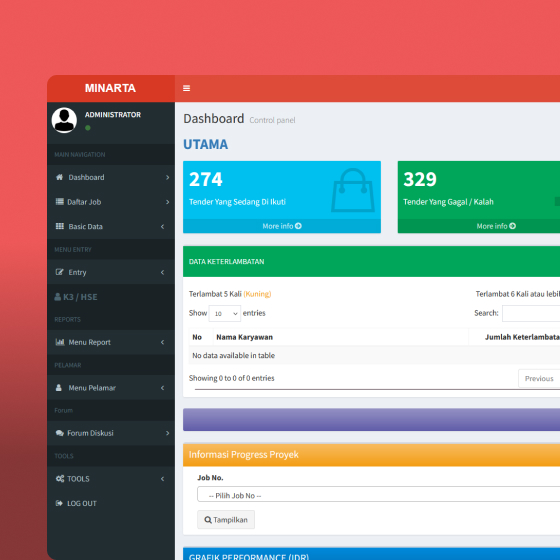 MINARTA
ADMINISTRATOR
MAIN NAVIGATION
Dashboard
Daftar Job
Basic Data
MENU ENTRY
Entry
K3 / HSE
REPORTS
Menu Report
PELAMAR
Menu Pelamar
Forum
Forum Diskusi
TOOLS
TOOLS
LOG OUT
Dashboard Control panel
UTAMA
274
Tender Yang Sedang Di Ikuti
More info
329
Tender Yang Gagal / Kalah
More info
DATA KETERLAMBATAN
Terlambat 5 Kali (Kuning)
Terlambat 6 Kali atau lebih
Show 10 entries
Search:
No Nama Karyawan Jumlah Keterlambata
No data available in table
Showing 0 to 0 of 0 entries
Previous
Informasi Progress Proyek
Job No.
-- Pilih Job No --
Tampilkan
GRAFIK PERFORMANCE (IDR)